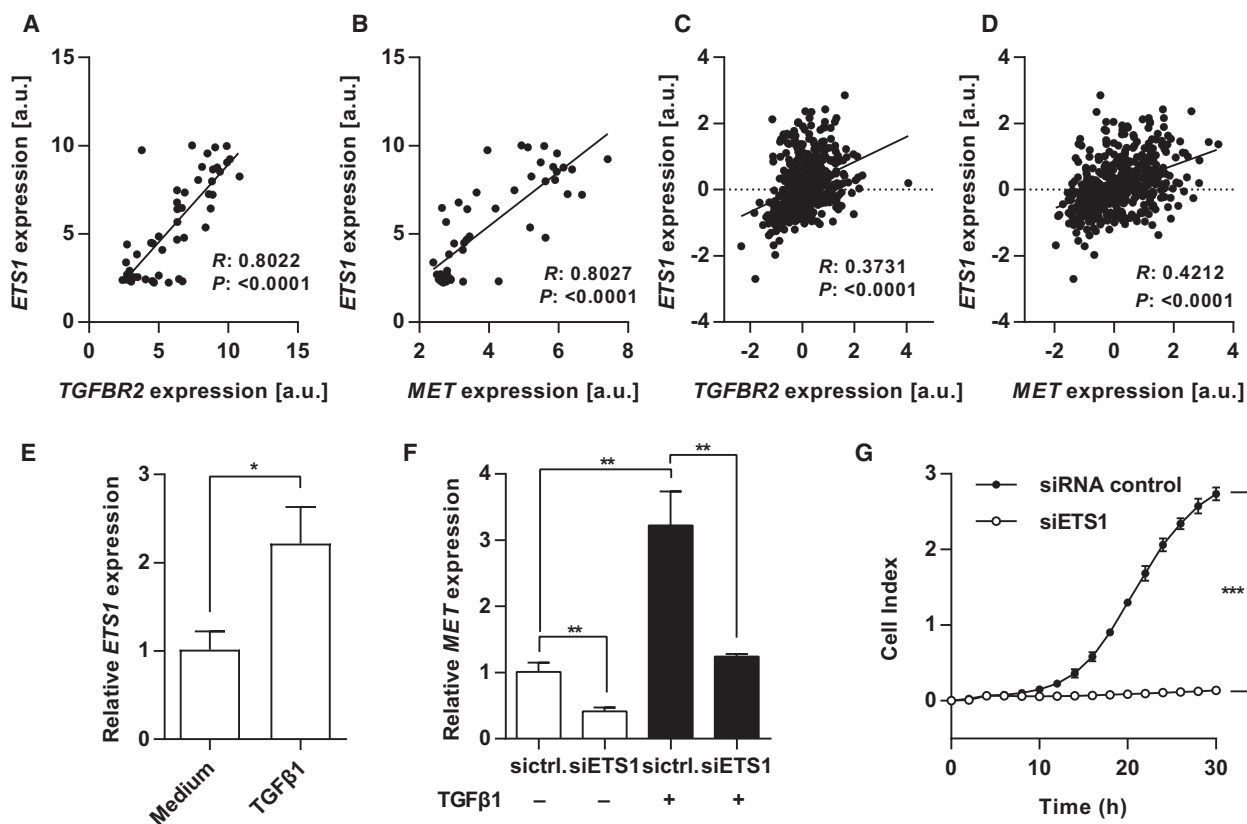 A
ETS1 expression [a.u.]
15
10
5
0
0 5 10 15
R: 0.8022
P: <0.0001
TGFBR2 expression [a.u.]
B
ETS1 expression [a.u.]
15
10
5
0
2 4 6 8
R: 0.8027
P: <0.0001
MET expression [a.u.]
C
ETS1 expression [a.u.]
4
2
0
-2
-4
-2 0 2 4
R: 0.3731
P: <0.0001
TGFBR2 expression [a.u.]
D
ETS1 expression [a.u.]
4
2
0
-2
-4
-2 0 2 4
R: 0.4212
P: <0.0001
MET expression [a.u.]
E
Relative ETS1 expression
3
2
1
0
*
Medium
TGFβ1
F
Relative MET expression
4
3
2
1
0
**
**
**
sictrl. siETS1 sictrl. siETS1
TGFβ1 – – + +
G
Cell Index
3
2
1
0
siRNA control
siETS1
***
0 10 20 30
Time (h)